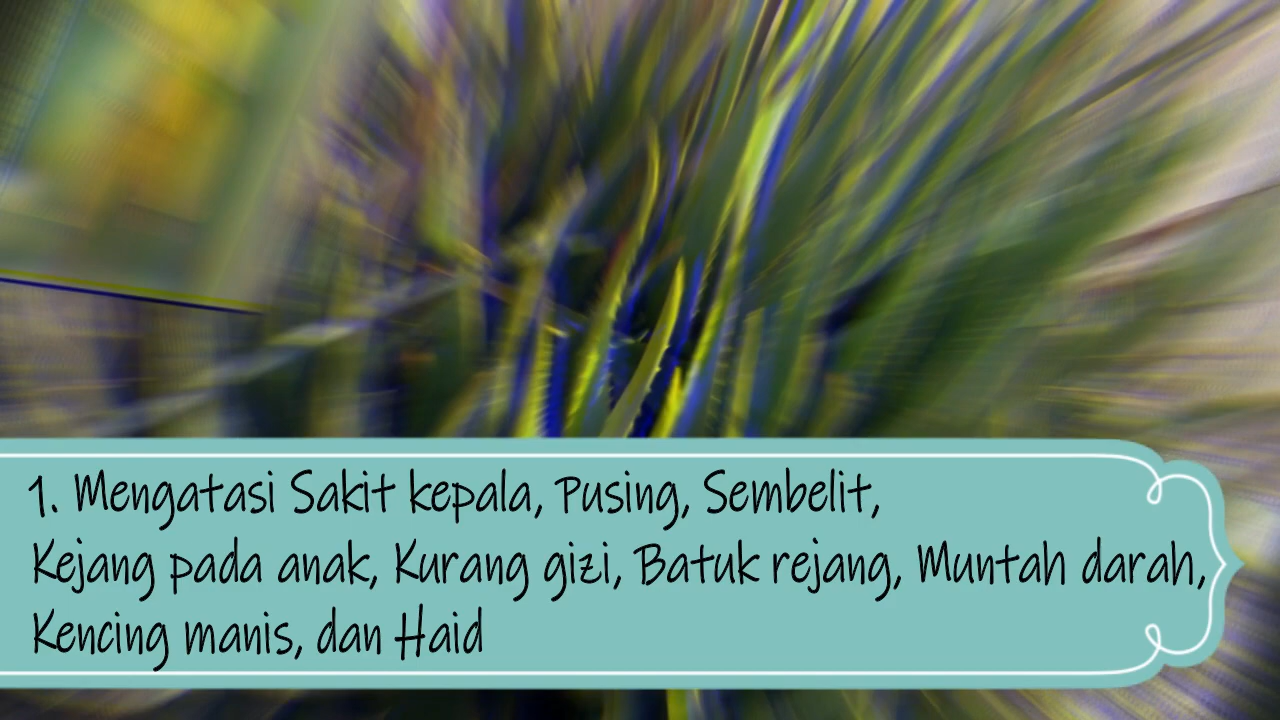 1. Mengatasi Sakit kepala, Pusing, Sembelit,
Kejang pada anak, Kurang gizi, Batuk rejang, Muntah darah,
Kencing manis, dan Haid